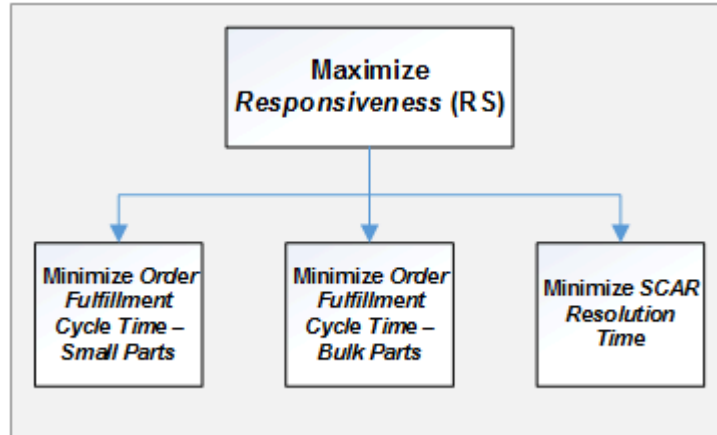 Maximize
Responsiveness (RS)
Minimize Order
Fulfillment
Cycle Time –
Small Parts
Minimize Order
Fulfillment
Cycle Time –
Bulk Parts
Minimize SCAR
Resolution
Time